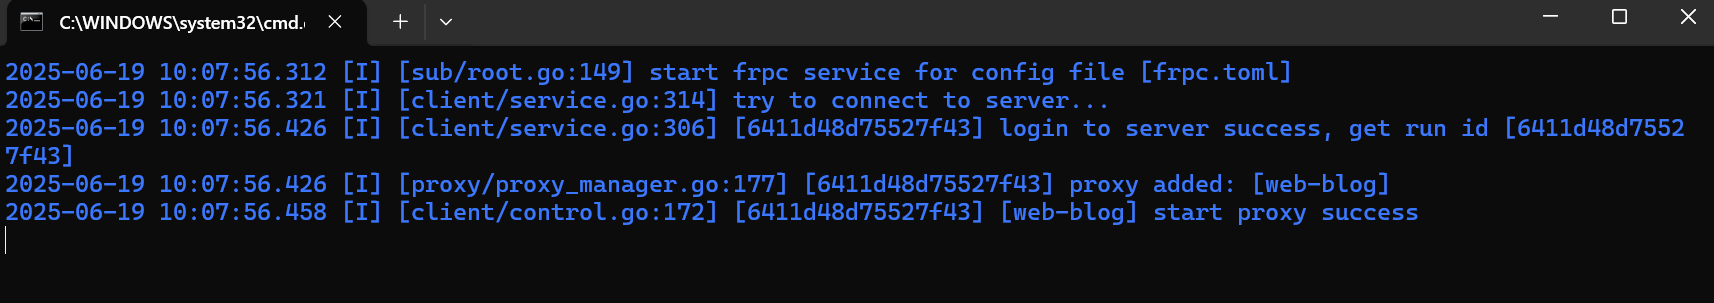 C:\WINDOWS\system32\cmd.
2025-06-19 10:07:56.312 [I] [sub/root.go:149] start frpc service for config file [frpc.toml]
2025-06-19 10:07:56.321 [I] [client/service.go:314] try to connect to server...
2025-06-19 10:07:56.426 [I] [client/service.go:306] [6411d48d75527f43] login to server success, get run id [6411d48d7552
7f43]
2025-06-19 10:07:56.426 [I] [proxy/proxy_manager.go:177] [6411d48d75527f43] proxy added: [web-blog]
2025-06-19 10:07:56.458 [I] [client/control.go:172] [6411d48d75527f43] [web-blog] start proxy success